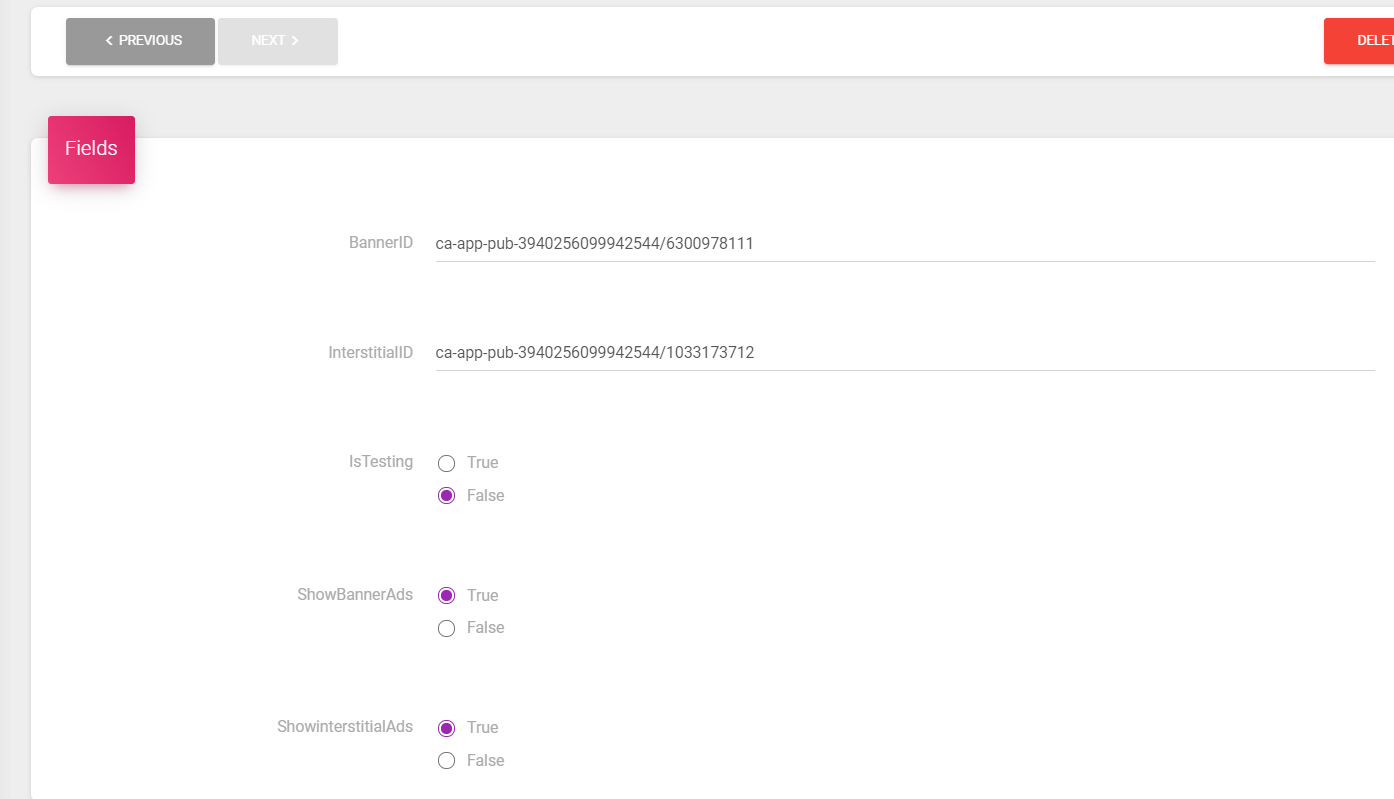 PREVIOUS NEXT DELET
Fields
BannerID ca-app-pub-3940256099942544/6300978111
InterstitialID ca-app-pub-3940256099942544/1033173712
IsTesting True
False
ShowBannerAds True
False
ShowinterstitialAds True
False